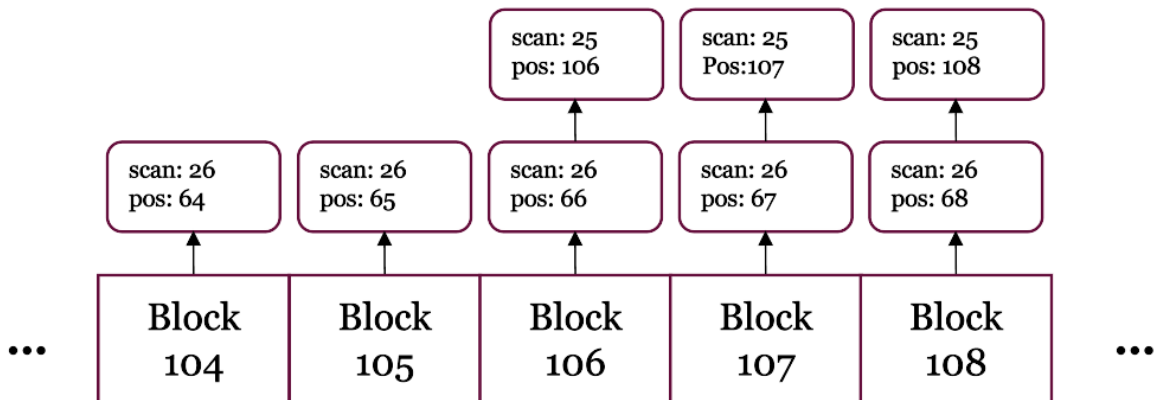 scan: 25
pos: 106
scan: 25
Pos:107
scan: 25
pos: 108
scan: 26
pos: 64
scan: 26
pos: 65
scan: 26
pos: 66
scan: 26
pos: 67
scan: 26
pos: 68
...
Block
104
Block
105
Block
106
Block
107
Block
108
...